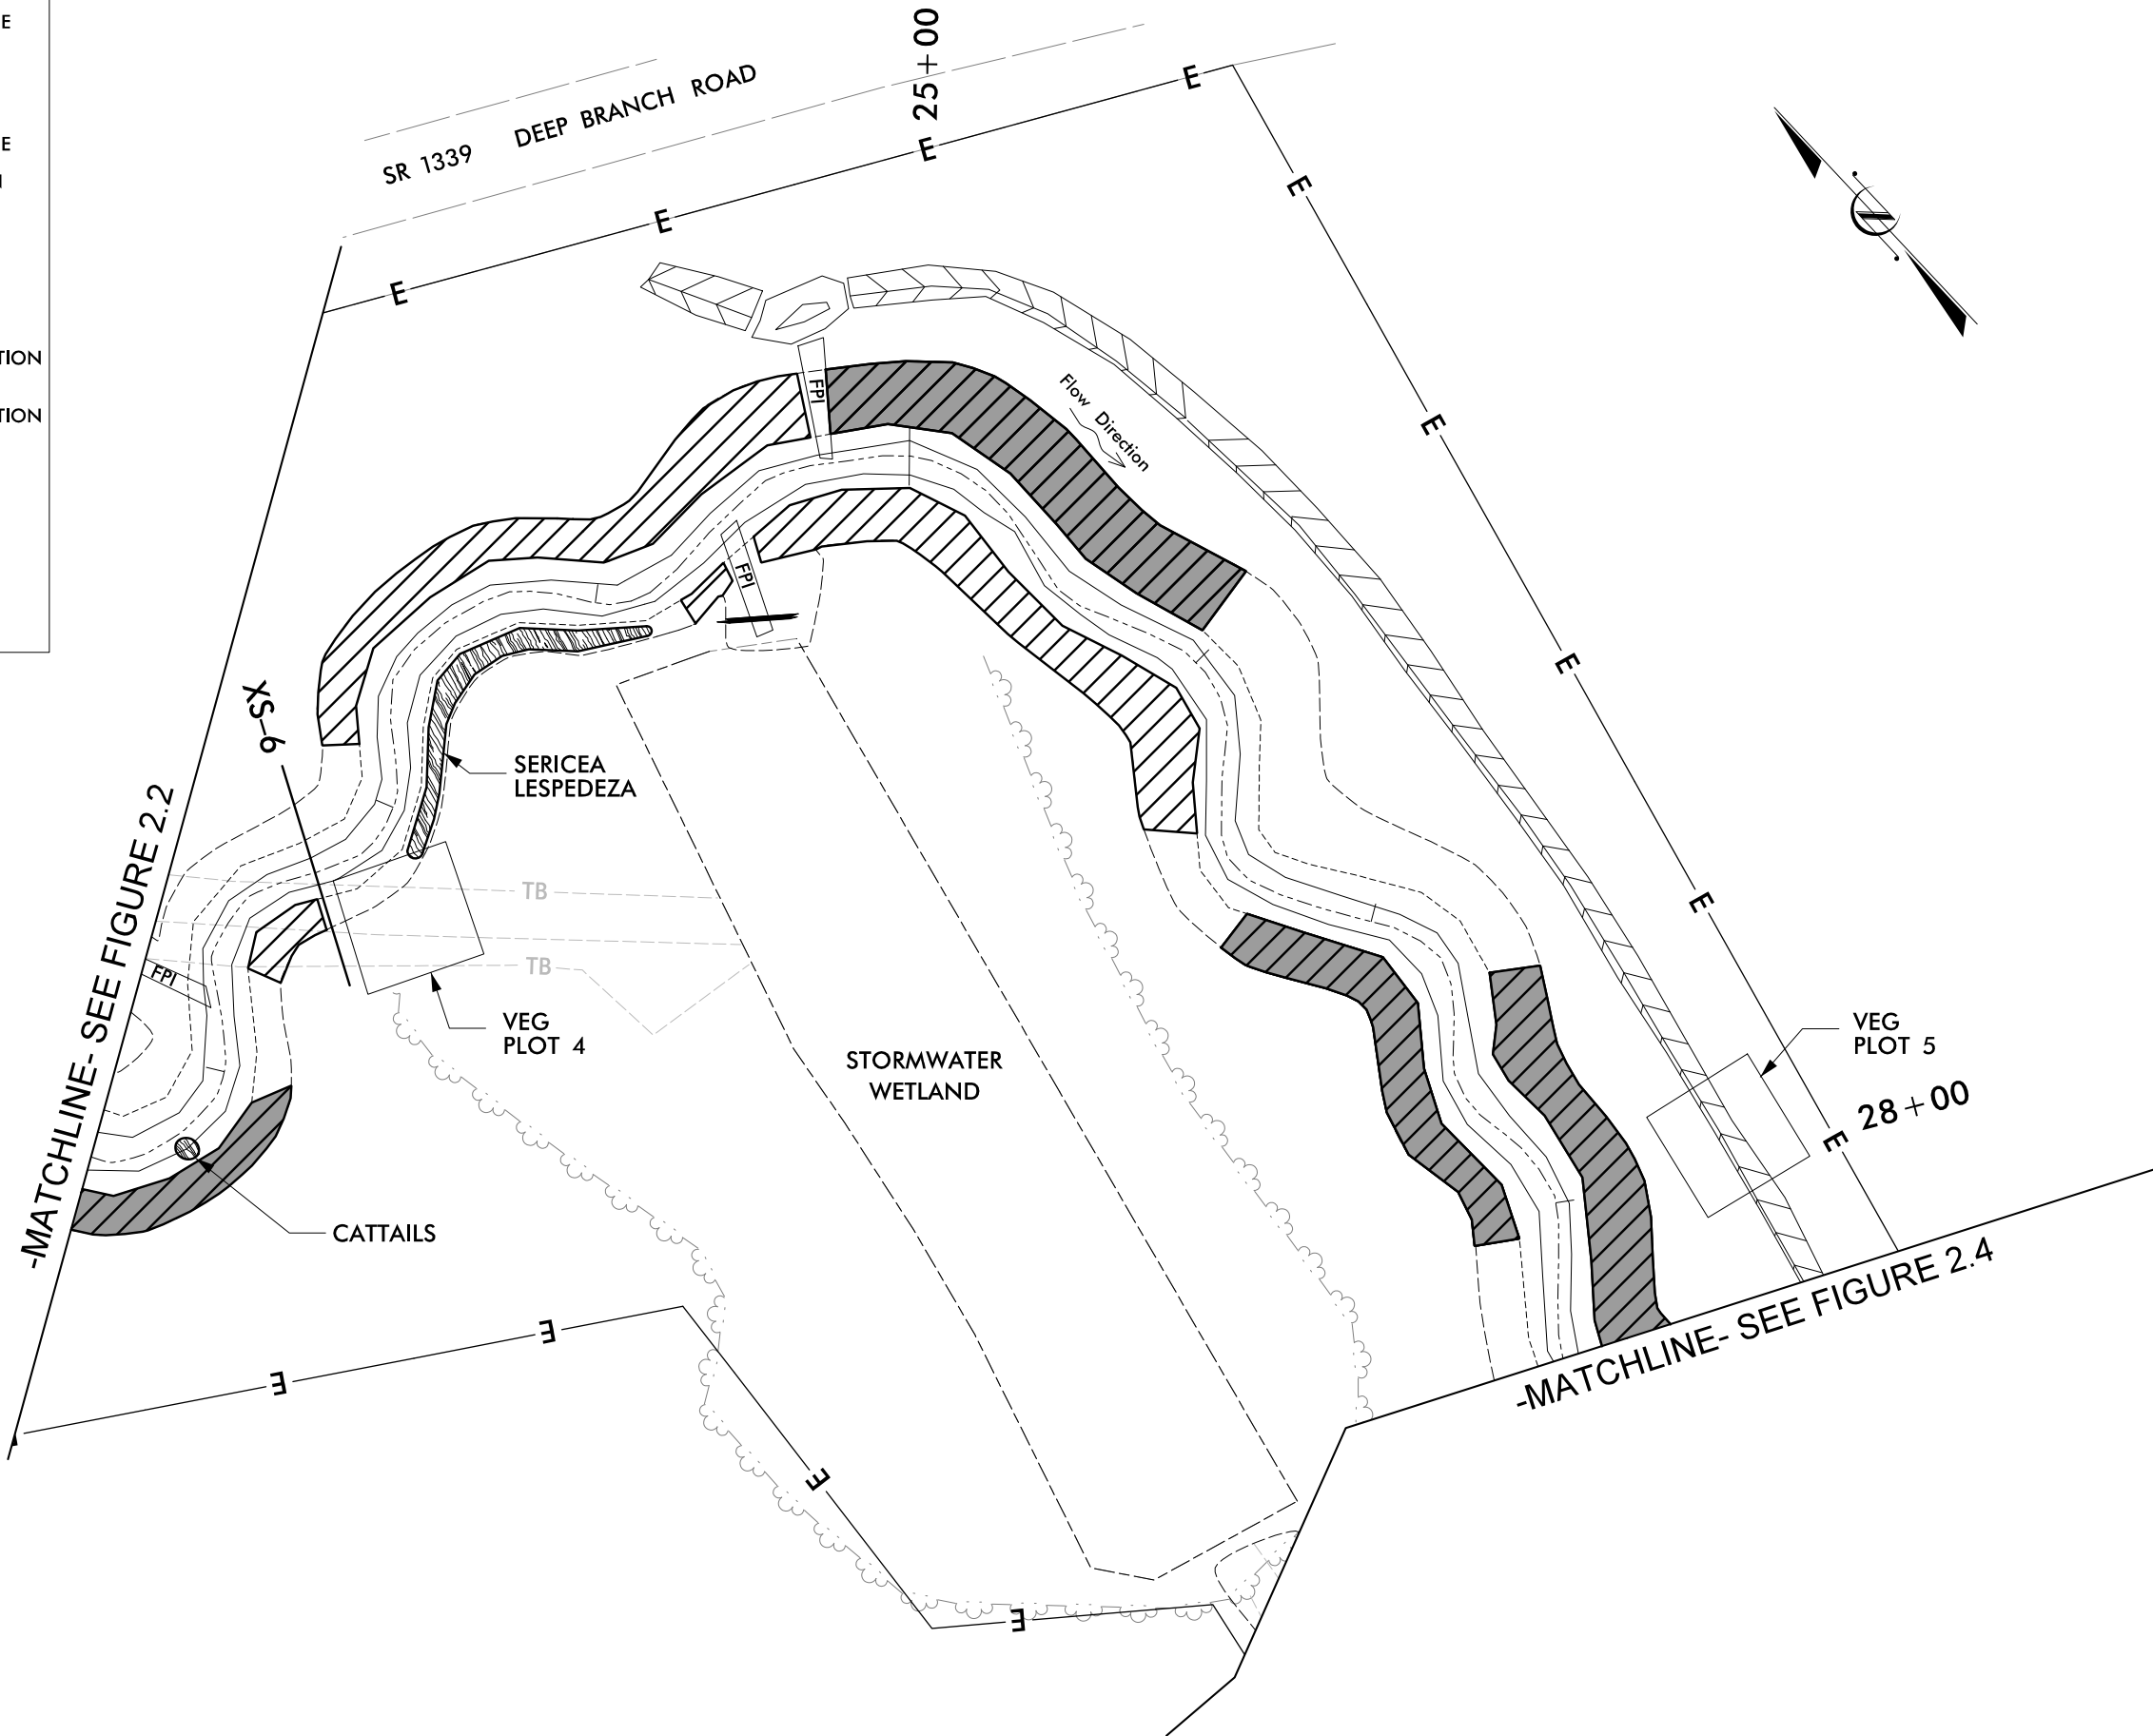 E
25+00
E
SR 1339 DEEP BRANCH ROAD
E
E
E
E
E
N
TION
FPI
Flow Direction
TION
E
FPI
E
XS-6
SERICEA
LESPEDEZA
TB
E
FPI
TB
VEG
PLOT 4
VEG
PLOT 5
STORMWATER
WETLAND
28+00
E
-MATCHLINE- SEE FIGURE 2.2
CATTAILS
-MATCHLINE- SEE FIGURE 2.4
E
E
E
E